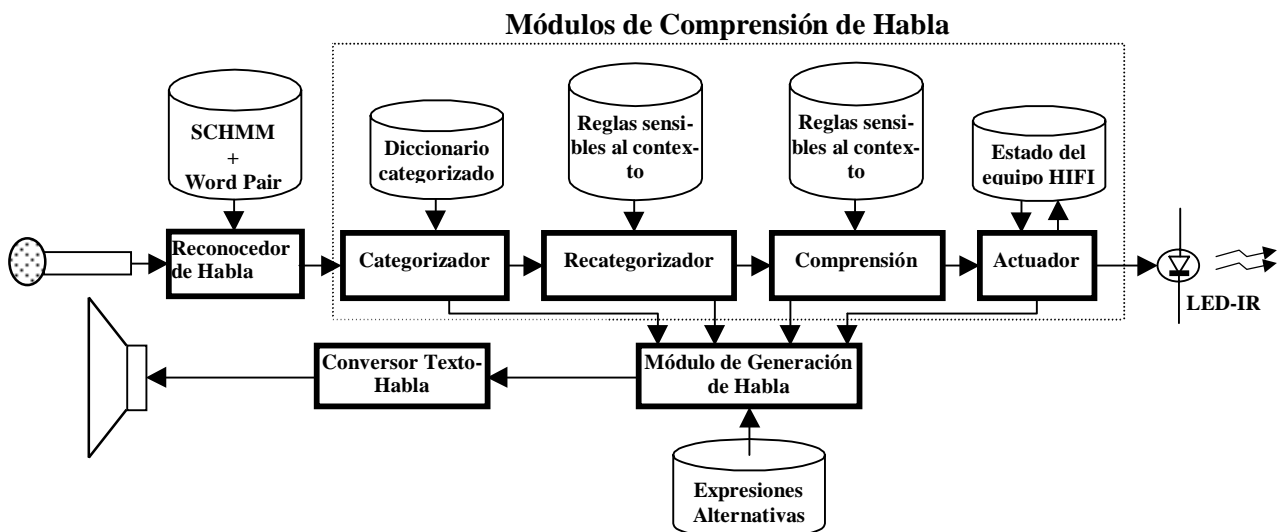 Módulos de Comprensión de Habla
SCHMM
+
Word Pair
Diccionario
categorizado
Reglas sensi-
bles al contex-
to
Reglas sensi-
bles al contex-
to
Estado del
equipo HIFI
Reconocedor
de Habla
Categorizador
Recategorizador
Comprensión
Actuador
LED-IR
Conversor Texto-
Habla
Módulo de Generación
de Habla
Expresiones
Alternativas